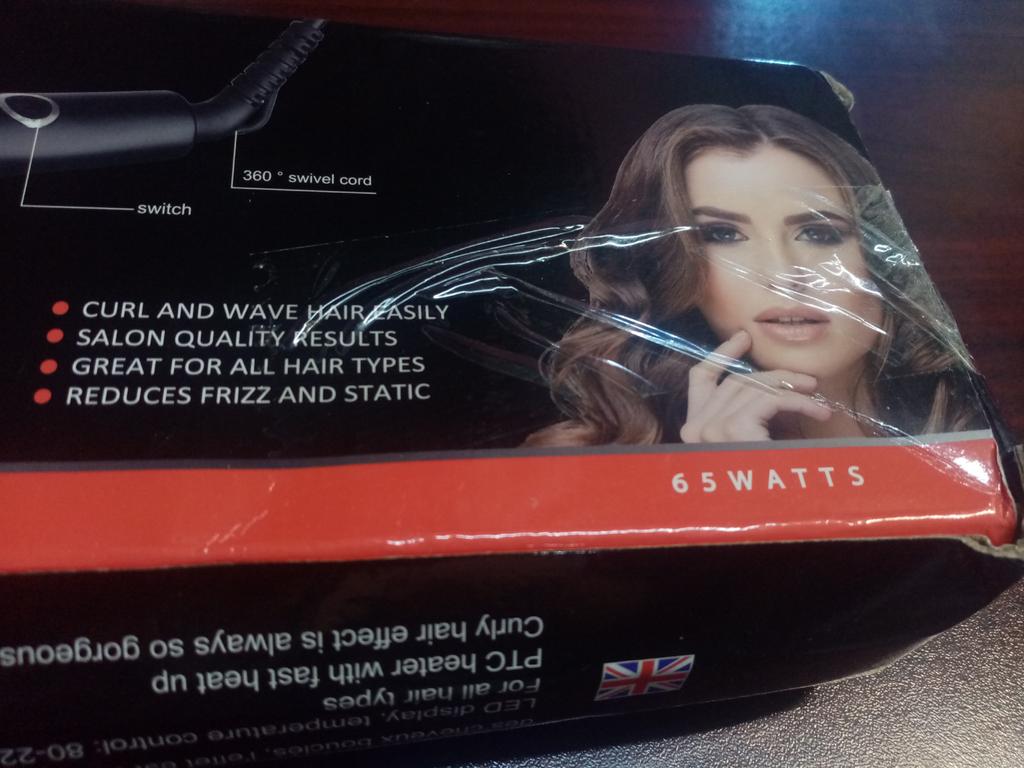 360 ° swivel cord
switch
CURL AND WAVE HAIR EASILY
SALON QUALITY RESULTS
GREAT FOR ALL HAIR TYPES
REDUCES FRIZZ AND STATIC
65WATTS
LED display, temperature control: 80-22
For all hair types
PTC heater with fast heat up
Curly hair effect is always so gorgeous